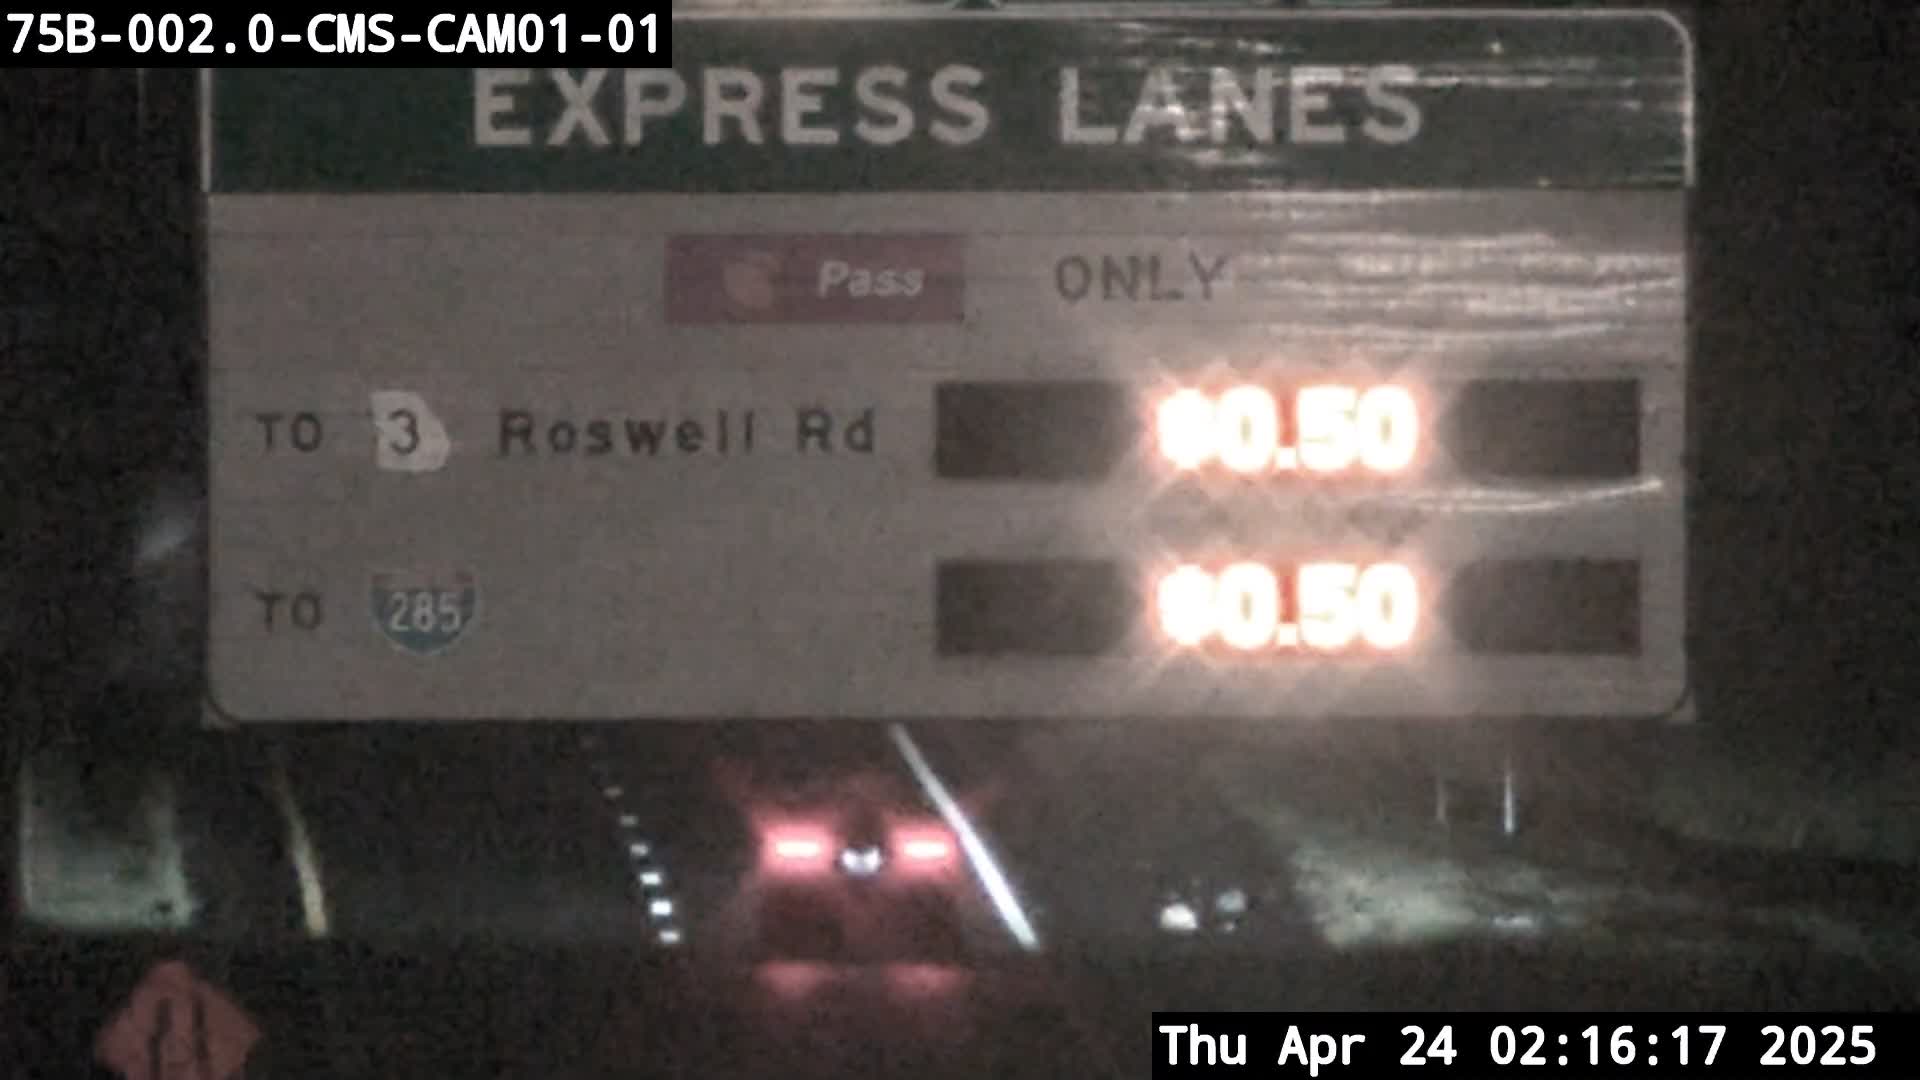 75B-002.0-CMS-CAM01-01
EXPRESS LANES
Pass ONLY
TO 3 Roswell Rd $0.50
TO 285 $0.50
Thu Apr 24 02:16:17 2025